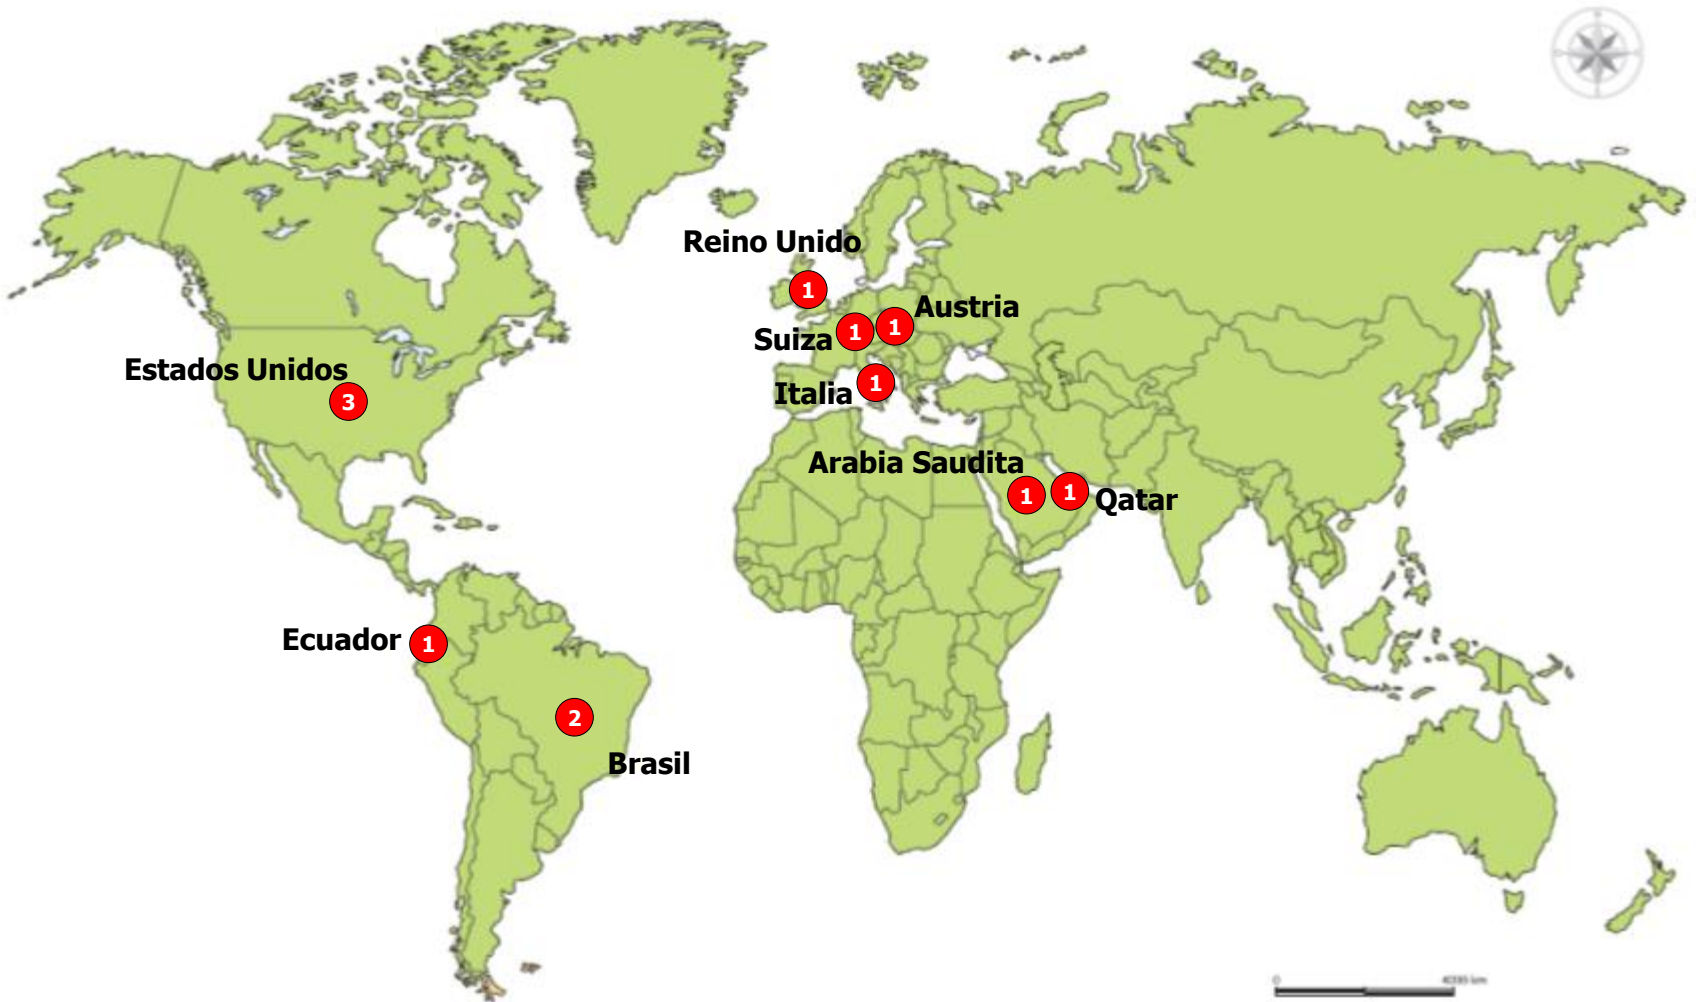 Reino Unido
1
Austria
1
Suiza
1
Estados Unidos
3
Italia
1
Arabia Saudita
1
1
Qatar
Ecuador
1
2
Brasil
0